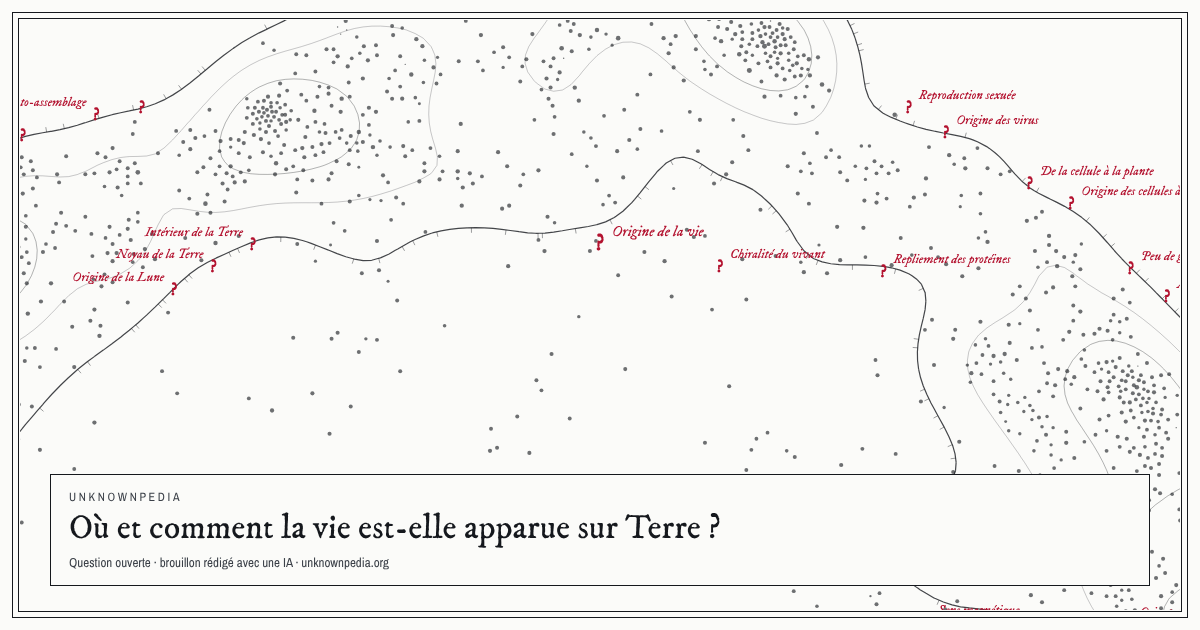 to-assemblage
Reproduction sexuée
Origine des virus
De la cellule à la plante
Origine des cellules à
Intérieur de la Terre
Origine de la vie
Noyau de la Terre
Chiralité du vivant
Repliement des protéines
Peu de
Origine de la Lune
UNKNOWNPEDIA
Où et comment la vie est-elle apparue sur Terre ?
Question ouverte · brouillon rédigé avec une IA · unknownpedia.org